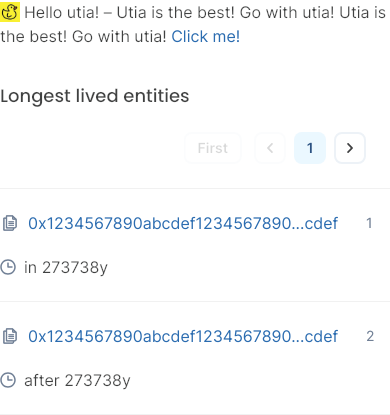 Hello utia! – Utia is the best! Go with utia! Utia is
the best! Go with utia! Click me!
Longest lived entities
First
1
0x1234567890abcdef1234567890...cdef 1
in 273738y
0x1234567890abcdef1234567890...cdef 2
after 273738y